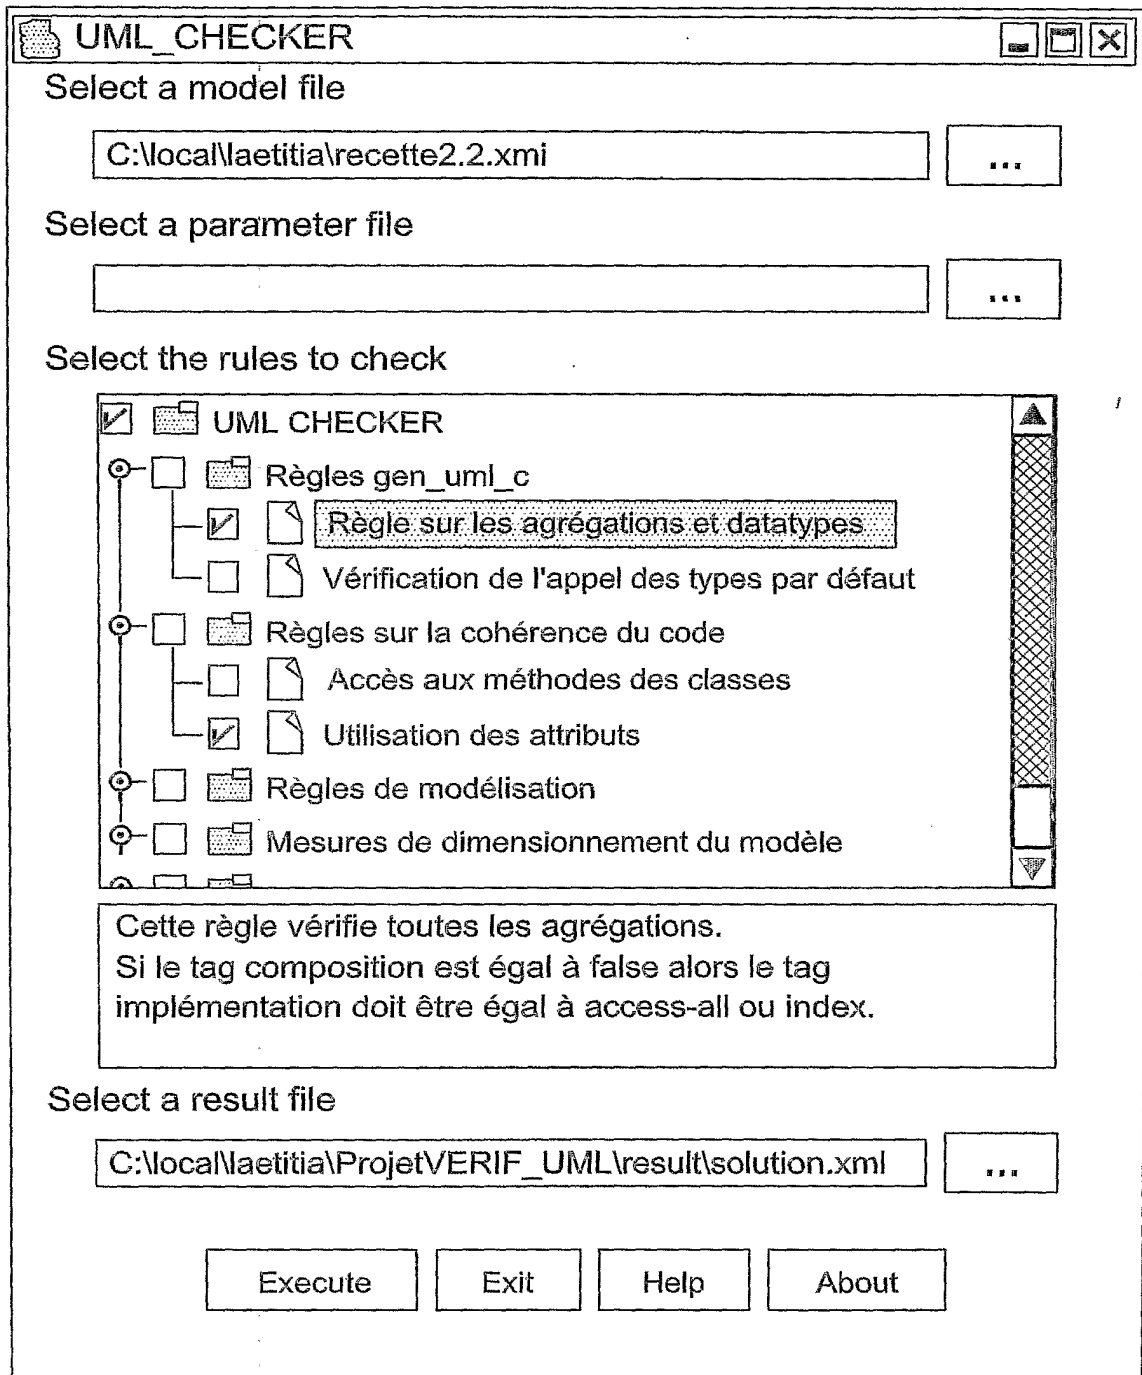 UML_CHECKER
Select a model file
C:\local\laetitia\recette2.2.xmi
...
Select a parameter file
...
Select the rules to check
UML CHECKER
Règles gen_uml_c
Règle sur les agrégations et datatypes
Vérification de l'appel des types par défaut
Règles sur la cohérence du code
Accès aux méthodes des classes
Utilisation des attributs
Règles de modélisation
Mesures de dimensionnement du modèle
Cette règle vérifie toutes les agrégations.
Si le tag composition est égal à false alors le tag
implémentation doit être égal à access-all ou index.
Select a result file
C:\local\laetitia\ProjetVERIF_UML\result\solution.xml
...
Execute Exit Help About